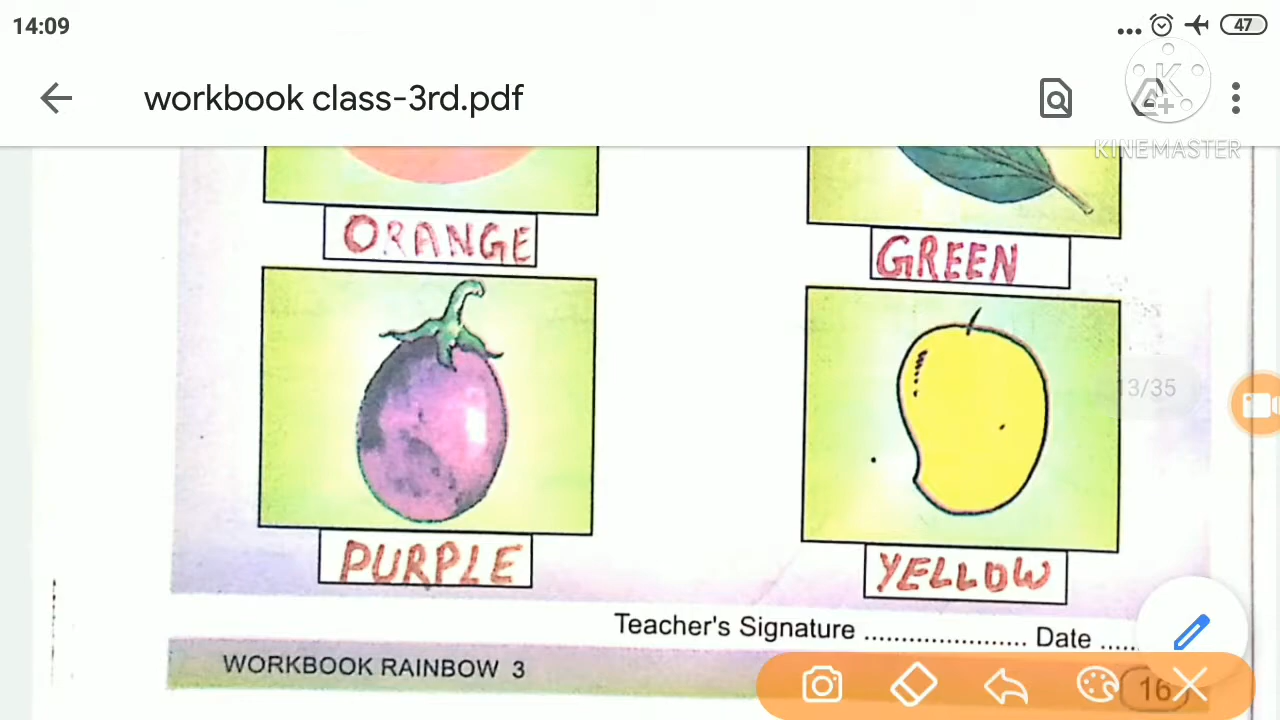 14:09
47
workbook class-3rd.pdf
KINEMASTER
ORANGE
GREEN
13/35
PURPLE
YELLOW
Teacher's Signature ...................... Date .....
WORKBOOK RAINBOW 3
16